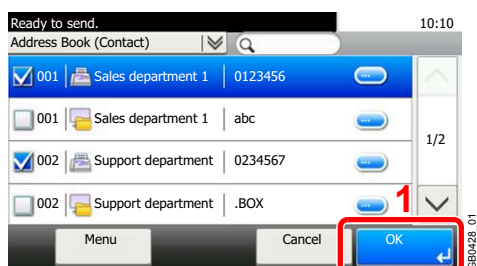 Ready to send.
10:10
Address Book (Contact)
001 Sales department 1 0123456
001 Sales department 1 abc
1/2
002 Support department 0234567
002 Support department .BOX
1
Menu Cancel OK
GB0428_01